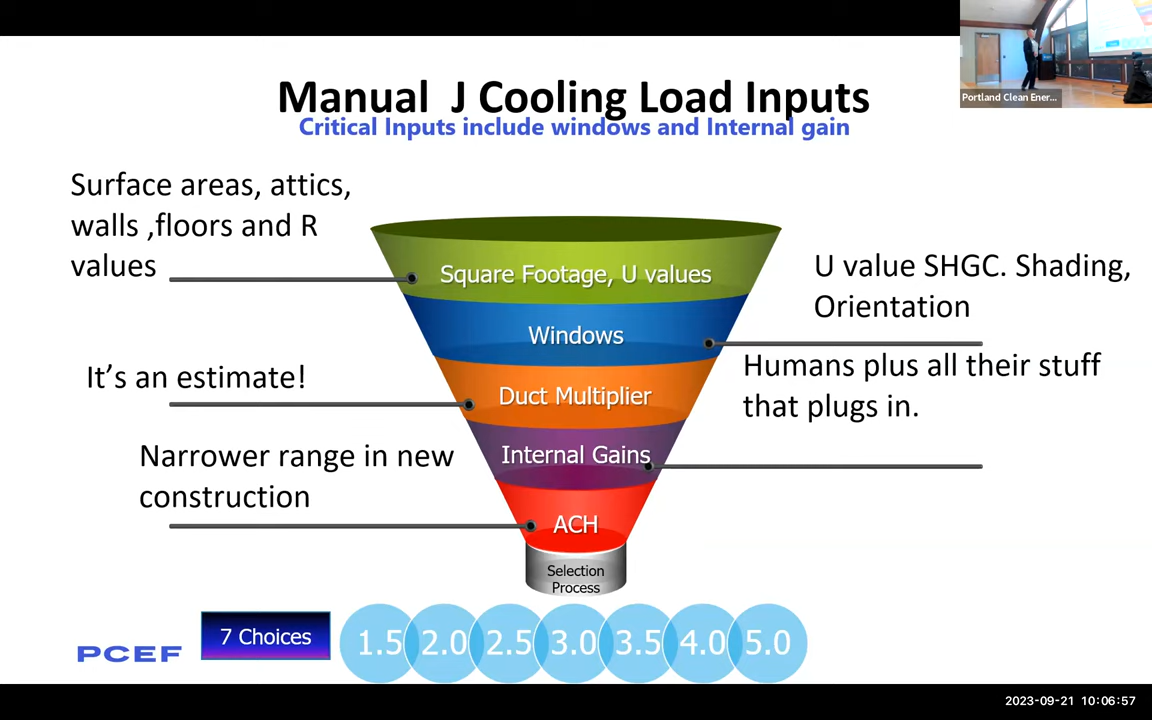 Portland Clean Ener...
Manual J Cooling Load Inputs
Critical Inputs include windows and Internal gain
Surface areas, attics,
walls ,floors and R
values
Square Footage, U values
U value SHGC. Shading,
Orientation
Windows
It's an estimate!
Duct Multiplier
Humans plus all their stuff
that plugs in.
Narrower range in new
construction
Internal Gains
ACH
Selection
Process
PCEF
7 Choices
1.5 2.0 2.5 3.0 3.5 4.0 5.0
2023-09-21 10:06:57